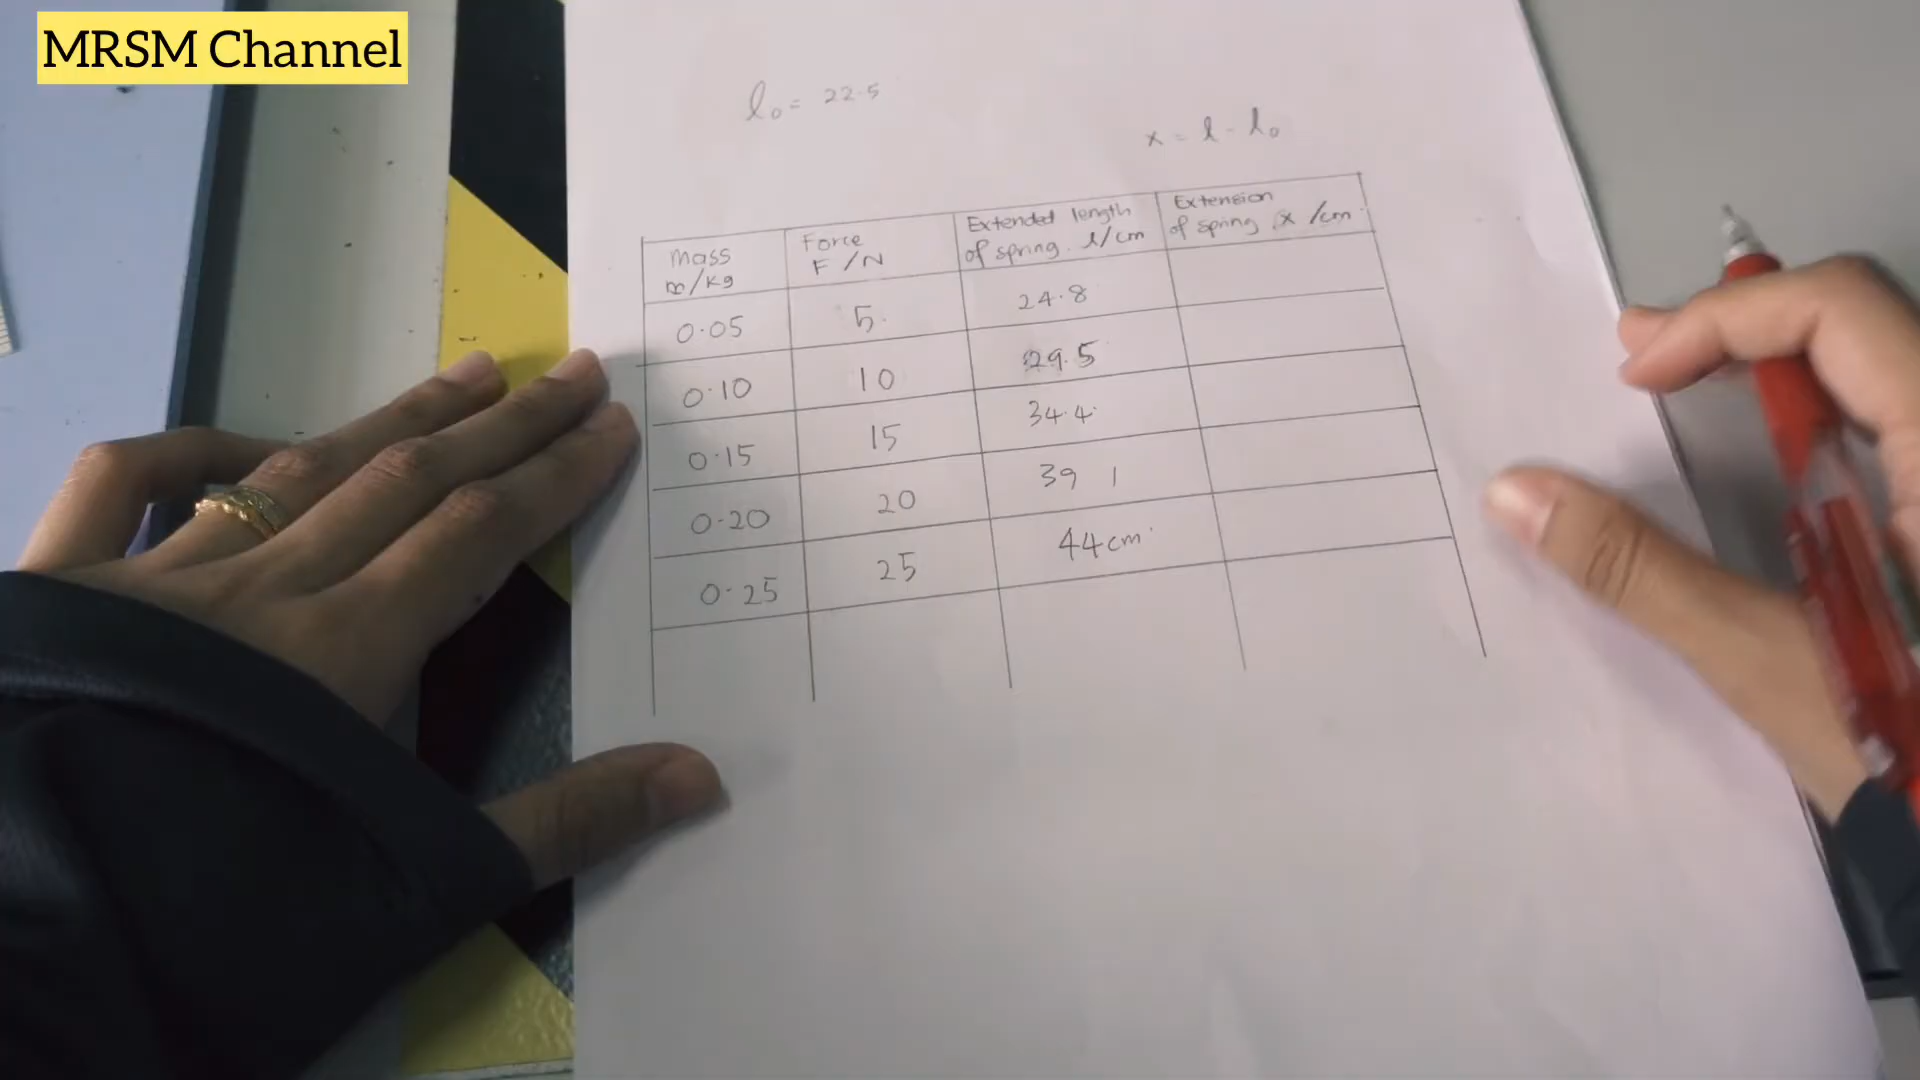 MRSM Channel
l₀ = 22.5
x = l - l₀
Mass m/kg
Force F/N
Extended length of spring. l/cm
Extension of spring, x /cm.
0.05 5. 24.8
0.10 10 29.5
0.15 15 34.4
0.20 20 39 1
0.25 25 44cm